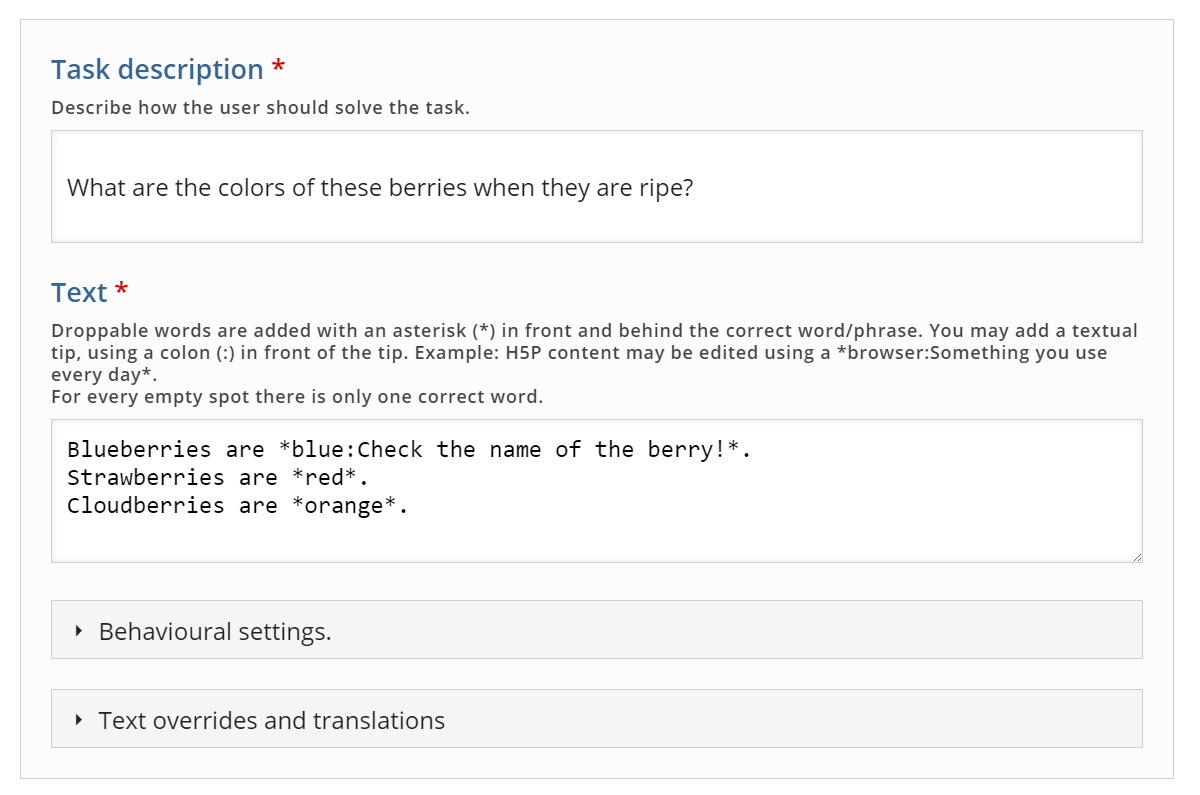 Task description *
Describe how the user should solve the task.
What are the colors of these berries when they are ripe?
Text *
Droppable words are added with an asterisk (*) in front and behind the correct word/phrase. You may add a textual
tip, using a colon (:) in front of the tip. Example: H5P content may be edited using a *browser:Something you use
every day*.
For every empty spot there is only one correct word.
Blueberries are *blue:Check the name of the berry!*.
Strawberries are *red*.
Cloudberries are *orange*.
Behavioural settings.
Text overrides and translations